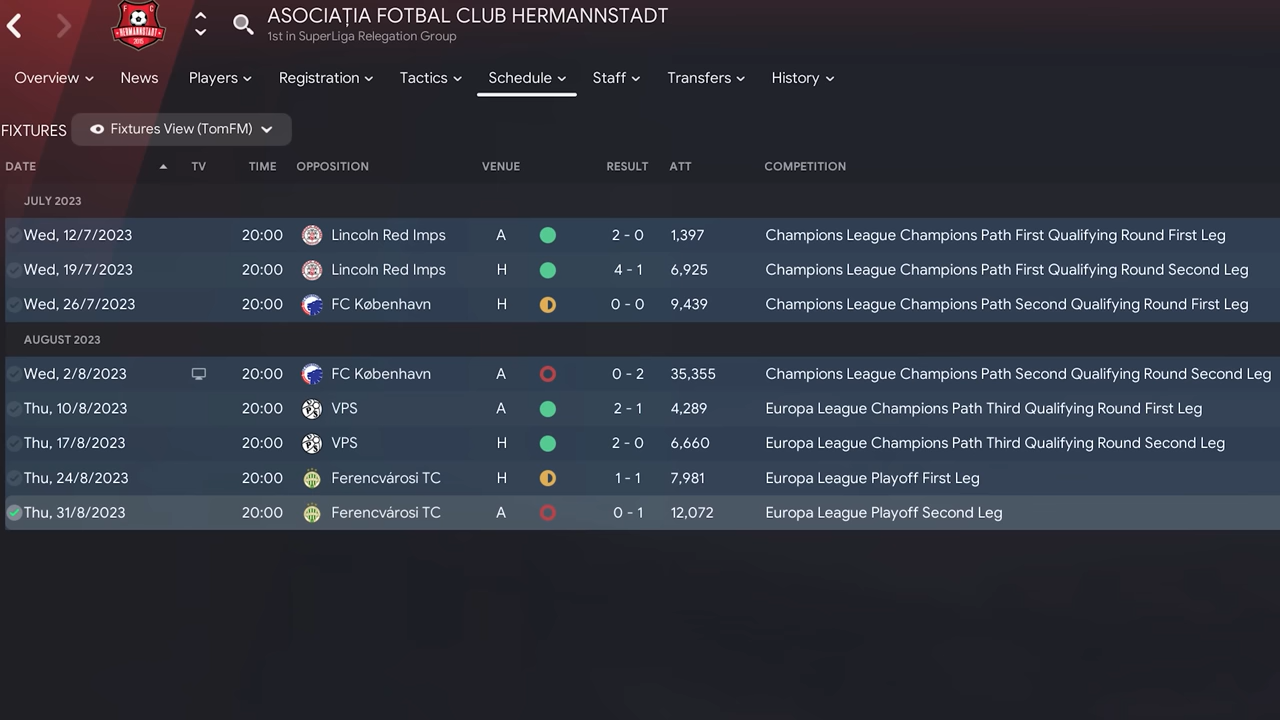 F C
HERMANNSTADT
2015
ASOCIAȚIA FOTBAL CLUB HERMANNSTADT
1st in SuperLiga Relegation Group
Overview News Players Registration Tactics Schedule Staff Transfers History
FIXTURES Fixtures View (TomFM)
DATE TV TIME OPPOSITION VENUE RESULT ATT COMPETITION
JULY 2023
Wed, 12/7/2023 20:00 Lincoln Red Imps A 2 - 0 1,397 Champions League Champions Path First Qualifying Round First Leg
Wed, 19/7/2023 20:00 Lincoln Red Imps H 4 - 1 6,925 Champions League Champions Path First Qualifying Round Second Leg
Wed, 26/7/2023 20:00 FC København H 0 - 0 9,439 Champions League Champions Path Second Qualifying Round First Leg
AUGUST 2023
Wed, 2/8/2023 20:00 FC København A 0 - 2 35,355 Champions League Champions Path Second Qualifying Round Second Leg
Thu, 10/8/2023 20:00 VPS A 2 - 1 4,289 Europa League Champions Path Third Qualifying Round First Leg
Thu, 17/8/2023 20:00 VPS H 2 - 0 6,660 Europa League Champions Path Third Qualifying Round Second Leg
Thu, 24/8/2023 20:00 Ferencvárosi TC H 1 - 1 7,981 Europa League Playoff First Leg
Thu, 31/8/2023 20:00 Ferencvárosi TC A 0 - 1 12,072 Europa League Playoff Second Leg